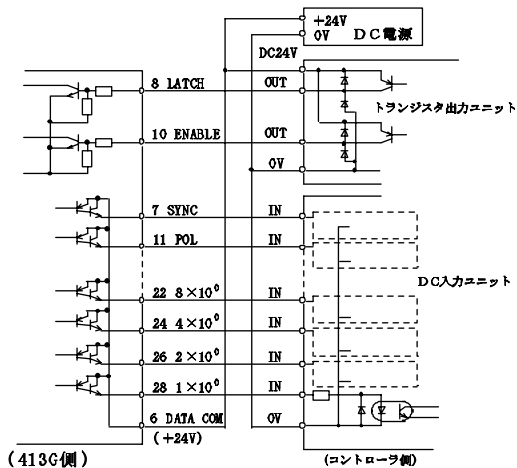 +24V
0V
DC電源
DC24V
8 LATCH
OUT
トランジスタ出力ユニット
10 ENABLE
OUT
0V
7 SYNC
IN
11 POL
IN
DC入力ユニット
22 8×10⁰
IN
24 4×10⁰
IN
26 2×10⁰
IN
28 1×10⁰
IN
6 DATA COM
0V
(+24V)
(413G側)
(コントローラ側)